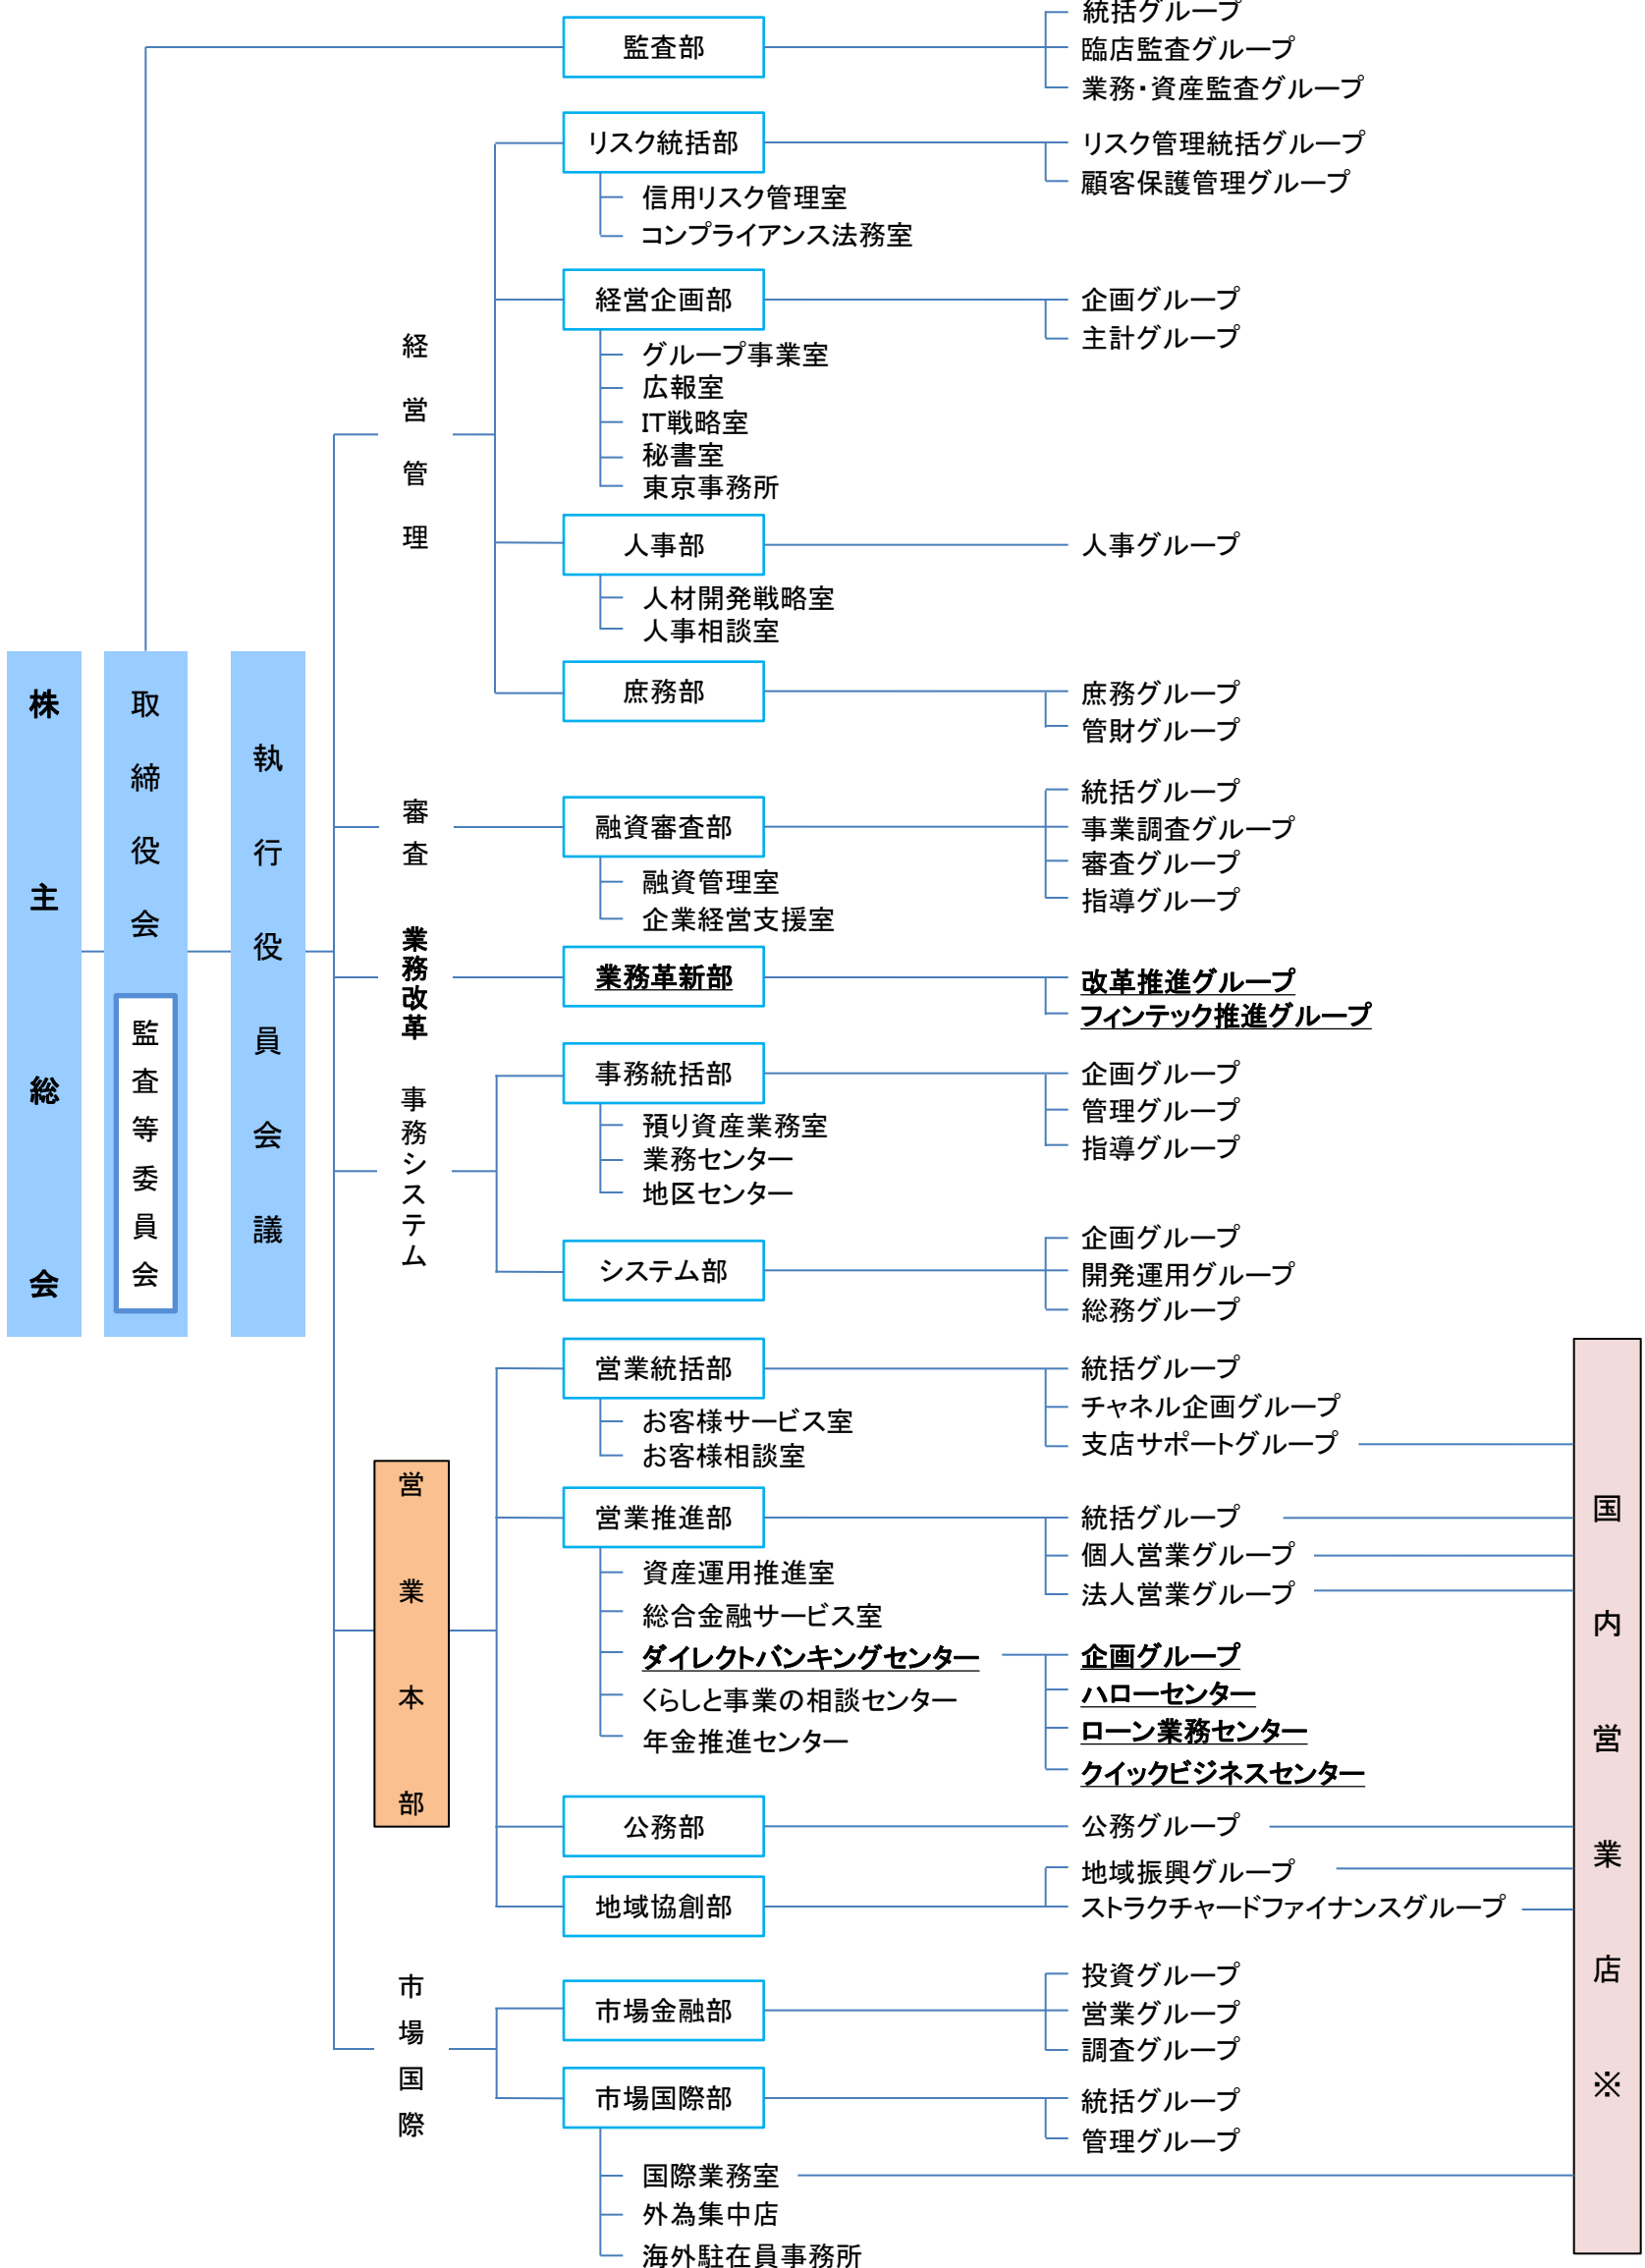 株主総会
取締役会
監査等委員会
執行役員会議
監査部
統括グループ
臨店監査グループ
業務・資産監査グループ
経営管理
リスク統括部
リスク管理統括グループ
顧客保護管理グループ
信用リスク管理室
コンプライアンス法務室
経営企画部
企画グループ
主計グループ
グループ事業室
広報室
IT戦略室
秘書室
東京事務所
人事部
人事グループ
人材開発戦略室
人事相談室
庶務部
庶務グループ
管財グループ
審査
融資審査部
統括グループ
事業調査グループ
審査グループ
指導グループ
融資管理室
企業経営支援室
業務改革
業務革新部
改革推進グループ
フィンテック推進グループ
事務システム
事務統括部
企画グループ
管理グループ
指導グループ
預り資産業務室
業務センター
地区センター
システム部
企画グループ
開発運用グループ
総務グループ
営業本部
営業統括部
統括グループ
チャネル企画グループ
支店サポートグループ
お客様サービス室
お客様相談室
営業推進部
統括グループ
個人営業グループ
法人営業グループ
資産運用推進室
総合金融サービス室
ダイレクトバンキングセンター
企画グループ
ハローセンター
ローン業務センター
クイックビジネスセンター
くらしと事業の相談センター
年金推進センター
公務部
公務グループ
地域協創部
地域振興グループ
ストラクチャードファイナンスグループ
市場国際
市場金融部
投資グループ
営業グループ
調査グループ
市場国際部
統括グループ
管理グループ
国際業務室
外為集中店
海外駐在員事務所
国内営業店※